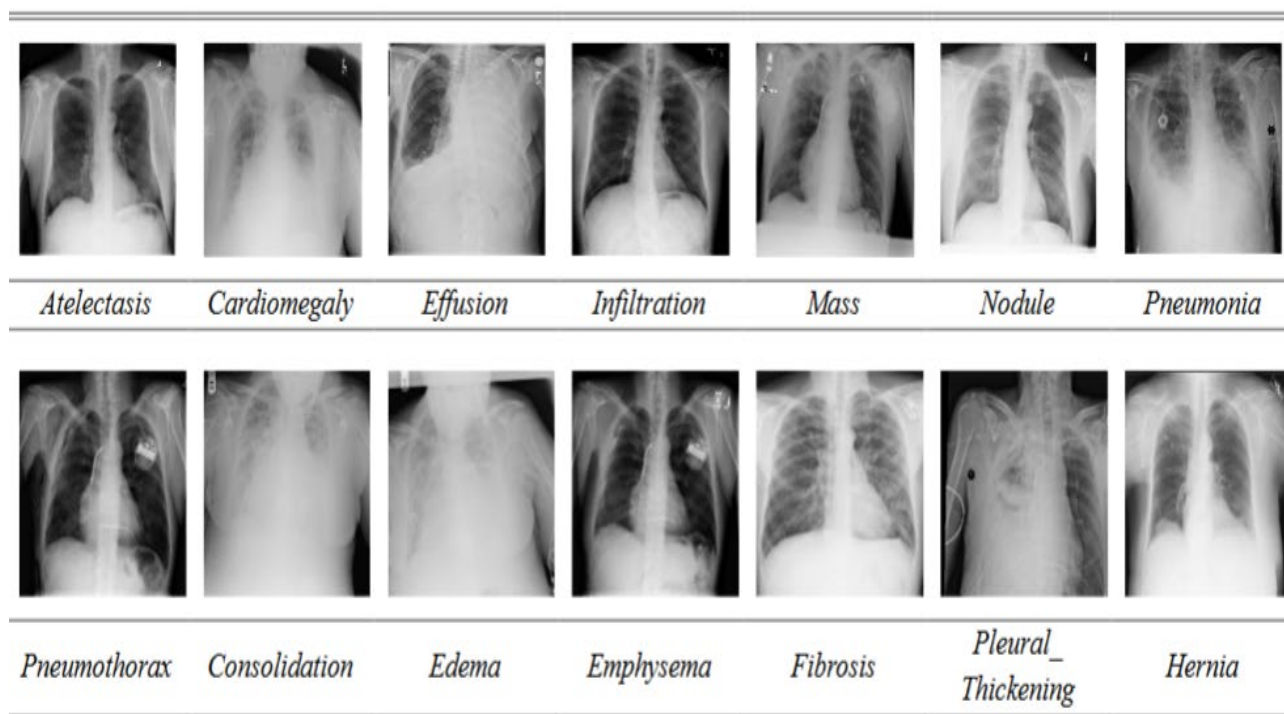 Atelectasis Cardiomegaly Effusion Infiltration Mass Nodule Pneumonia
Pneumothorax Consolidation Edema Emphysema Fibrosis Pleural_
Thickening Hernia